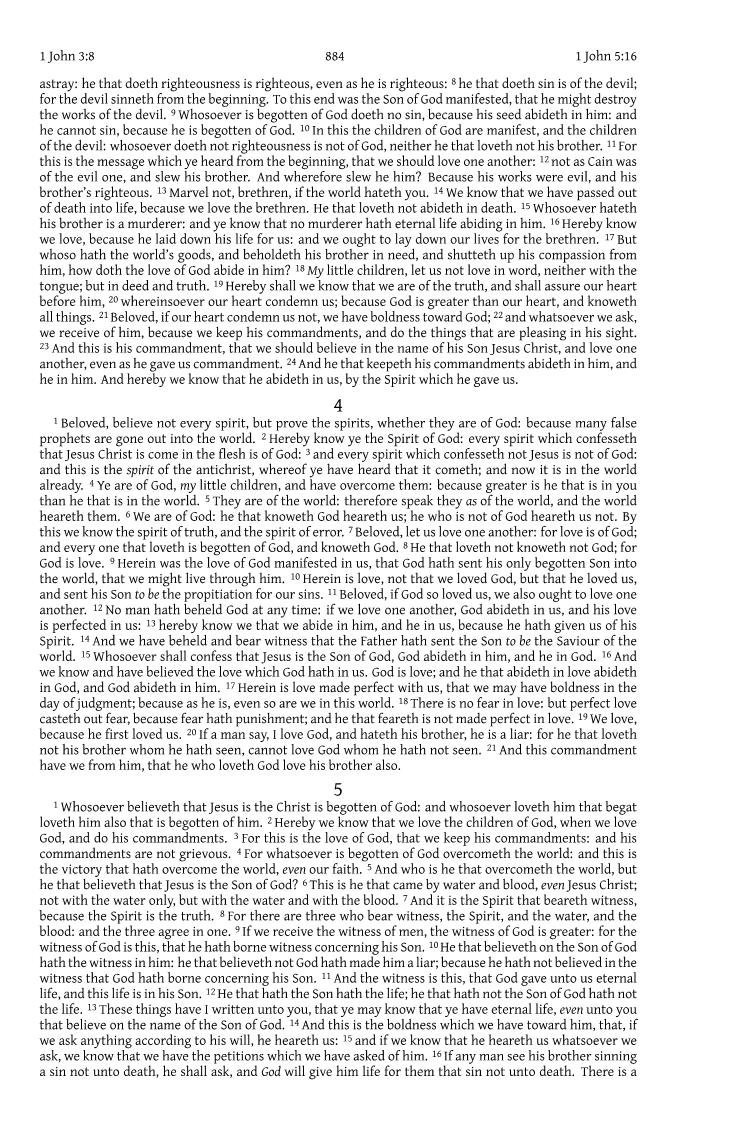 1 John 3:8 884 1 John 5:16
astray: he that doeth righteousness is righteous, even as he is righteous: 8 he that doeth sin is of the devil;
for the devil sinneth from the beginning. To this end was the Son of God manifested, that he might destroy
the works of the devil. 9 Whosoever is begotten of God doeth no sin, because his seed abideth in him: and
he cannot sin, because he is begotten of God. 10 In this the children of God are manifest, and the children
of the devil: whosoever doeth not righteousness is not of God, neither he that loveth not his brother. 11 For
this is the message which ye heard from the beginning, that we should love one another: 12 not as Cain was
of the evil one, and slew his brother. And wherefore slew he him? Because his works were evil, and his
brother's righteous. 13 Marvel not, brethren, if the world hateth you. 14 We know that we have passed out
of death into life, because we love the brethren. He that loveth not abideth in death. 15 Whosoever hateth
his brother is a murderer: and ye know that no murderer hath eternal life abiding in him. 16 Hereby know
we love, because he laid down his life for us: and we ought to lay down our lives for the brethren. 17 But
whoso hath the world's goods, and beholdeth his brother in need, and shutteth up his compassion from
him, how doth the love of God abide in him? 18 My little children, let us not love in word, neither with the
tongue; but in deed and truth. 19 Hereby shall we know that we are of the truth, and shall assure our heart
before him, 20 whereinsoever our heart condemn us; because God is greater than our heart, and knoweth
all things. 21 Beloved, if our heart condemn us not, we have boldness toward God; 22 and whatsoever we ask,
we receive of him, because we keep his commandments, and do the things that are pleasing in his sight.
23 And this is his commandment, that we should believe in the name of his Son Jesus Christ, and love one
another, even as he gave us commandment. 24 And he that keepeth his commandments abideth in him, and
he in him. And hereby we know that he abideth in us, by the Spirit which he gave us.
4
1 Beloved, believe not every spirit, but prove the spirits, whether they are of God: because many false
prophets are gone out into the world. 2 Hereby know ye the Spirit of God: every spirit which confesseth
that Jesus Christ is come in the flesh is of God: 3 and every spirit which confesseth not Jesus is not of God:
and this is the spirit of the antichrist, whereof ye have heard that it cometh; and now it is in the world
already. 4 Ye are of God, my little children, and have overcome them: because greater is he that is in you
than he that is in the world. 5 They are of the world: therefore speak they as of the world, and the world
heareth them. 6 We are of God: he that knoweth God heareth us; he who is not of God heareth us not. By
this we know the spirit of truth, and the spirit of error. 7 Beloved, let us love one another: for love is of God;
and every one that loveth is begotten of God, and knoweth God. 8 He that loveth not knoweth not God; for
God is love. 9 Herein was the love of God manifested in us, that God hath sent his only begotten Son into
the world, that we might live through him. 10 Herein is love, not that we loved God, but that he loved us,
and sent his Son to be the propitiation for our sins. 11 Beloved, if God so loved us, we also ought to love one
another. 12 No man hath beheld God at any time: if we love one another, God abideth in us, and his love
is perfected in us: 13 hereby know we that we abide in him, and he in us, because he hath given us of his
Spirit. 14 And we have beheld and bear witness that the Father hath sent the Son to be the Saviour of the
world. 15 Whosoever shall confess that Jesus is the Son of God, God abideth in him, and he in God. 16 And
we know and have believed the love which God hath in us. God is love; and he that abideth in love abideth
in God, and God abideth in him. 17 Herein is love made perfect with us, that we may have boldness in the
day of judgment; because as he is, even so are we in this world. 18 There is no fear in love: but perfect love
casteth out fear, because fear hath punishment; and he that feareth is not made perfect in love. 19 We love,
because he first loved us. 20 If a man say, I love God, and hateth his brother, he is a liar: for he that loveth
not his brother whom he hath seen, cannot love God whom he hath not seen. 21 And this commandment
have we from him, that he who loveth God love his brother also.
5
1 Whosoever believeth that Jesus is the Christ is begotten of God: and whosoever loveth him that begat
loveth him also that is begotten of him. 2 Hereby we know that we love the children of God, when we love
God, and do his commandments. 3 For this is the love of God, that we keep his commandments: and his
commandments are not grievous. 4 For whatsoever is begotten of God overcometh the world: and this is
the victory that hath overcome the world, even our faith. 5 And who is he that overcometh the world, but
he that believeth that Jesus is the Son of God? 6 This is he that came by water and blood, even Jesus Christ;
not with the water only, but with the water and with the blood. 7 And it is the Spirit that beareth witness,
because the Spirit is the truth. 8 For there are three who bear witness, the Spirit, and the water, and the
blood: and the three agree in one. 9 If we receive the witness of men, the witness of God is greater: for the
witness of God is this, that he hath borne witness concerning his Son. 10 He that believeth on the Son of God
hath the witness in him: he that believeth not God hath made him a liar; because he hath not believed in the
witness that God hath borne concerning his Son. 11 And the witness is this, that God gave unto us eternal
life, and this life is in his Son. 12 He that hath the Son hath the life; he that hath not the Son of God hath not
the life. 13 These things have I written unto you, that ye may know that ye have eternal life, even unto you
that believe on the name of the Son of God. 14 And this is the boldness which we have toward him, that, if
we ask anything according to his will, he heareth us: 15 and if we know that he heareth us whatsoever we
ask, we know that we have the petitions which we have asked of him. 16 If any man see his brother sinning
a sin not unto death, he shall ask, and God will give him life for them that sin not unto death. There is a